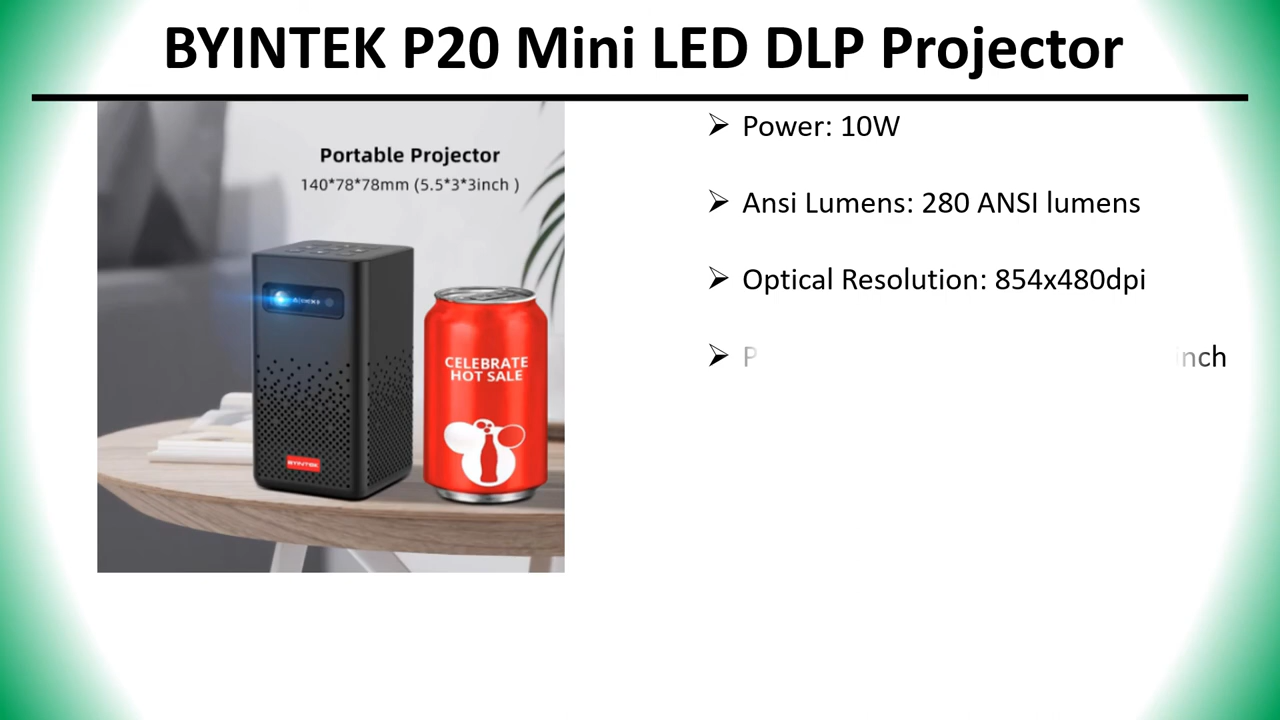 BYINTEK P20 Mini LED DLP Projector
Portable Projector
140*78*78mm (5.5*3*3inch )
CELEBRATE
HOT SALE
BYINTEK
➢ Power: 10W
➢ Ansi Lumens: 280 ANSI lumens
➢ Optical Resolution: 854x480dpi
➢ P nch